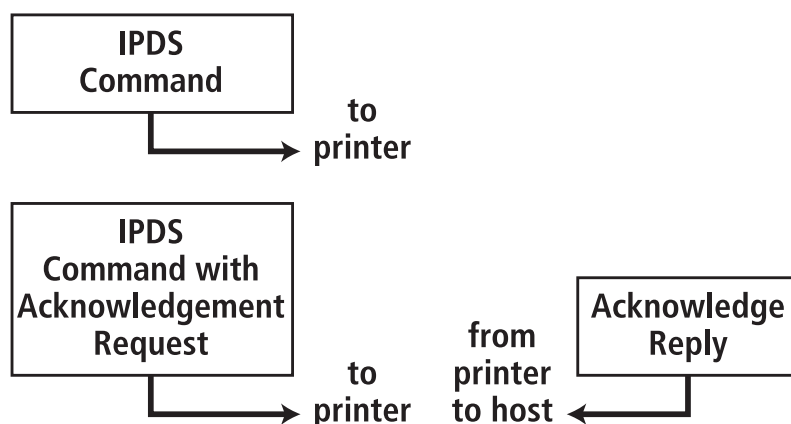 IPDS
Command
to
printer
IPDS
Command with
Acknowledgement
Request
to
printer
from
printer
to host
Acknowledge
Reply